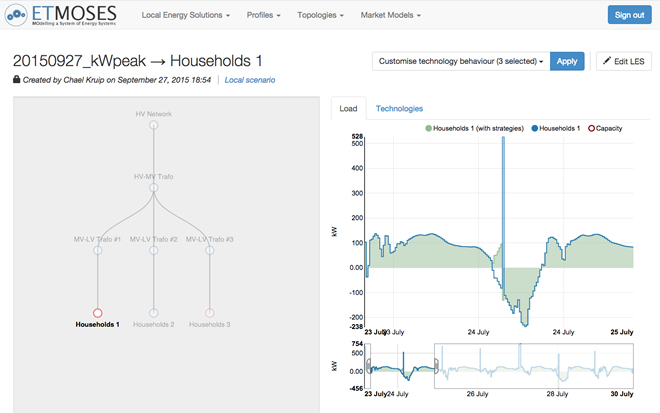 ETMOSES
MOdelling a System of Energy Systems
Local Energy Solutions
Profiles
Topologies
Market Models
Sign out
20150927_kWpeak → Households 1
Created by Chael Kruip on September 27, 2015 18:54
Local scenario
Customise technology behaviour (3 selected)
Apply
Edit LES
HV Network
HV-MV Trafo
MV-LV Trafo #1
MV-LV Trafo #2
MV-LV Trafo #3
Households 1
Households 2
Households 3
Load
Technologies
Households 1 (with strategies)
Households 1
Capacity
kW
528
500
400
300
200
100
0.00
-100
-200
-238
23 July
23 July
24 July
24 July
25 July
kW
754
500
0.00
-456
23 July
24 July
25 July
26 July
28 July
29 July
30 July